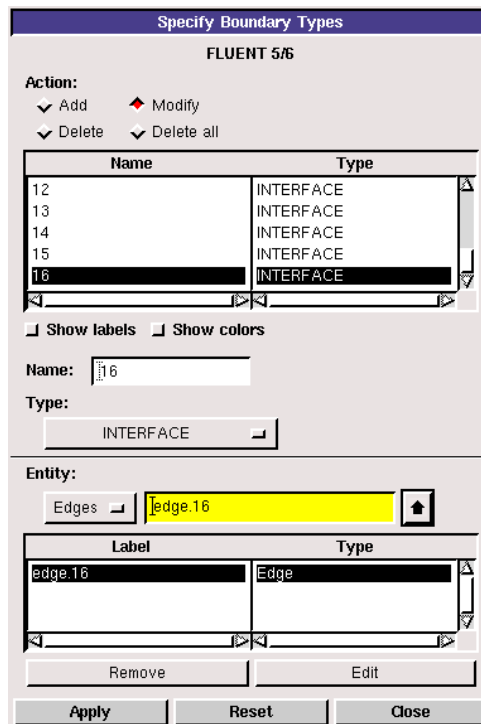 Specify Boundary Types
FLUENT 5/6
Action:
Add Modify
Delete Delete all
Name Type
12 INTERFACE
13 INTERFACE
14 INTERFACE
15 INTERFACE
16 INTERFACE
Show labels Show colors
Name: 16
Type:
INTERFACE
Entity:
Edges edge.16
Label Type
edge.16 Edge
Remove Edit
Apply Reset Close